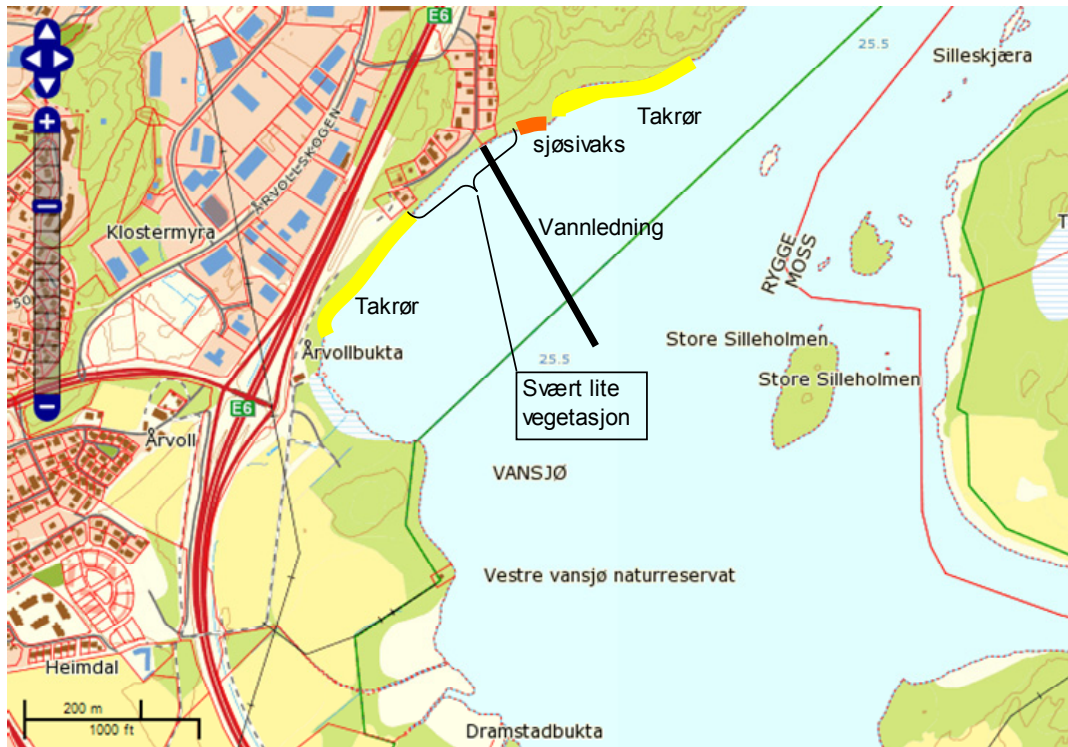 E6
25.5
Silleskjæra
Takrør
sjøsivaks
ÅRVOLLSKOGEN
Klostermyra
Vannledning
RYGGE
MOSS
Takrør
Årvollbukta
25.5
Store Silleholmen
Store Silleholmen
Svært lite
vegetasjon
E6
Årvoll
VANSJØ
Vestre vansjø naturreservat
Heimdal
200 m
1000 ft
Dramstadbukta